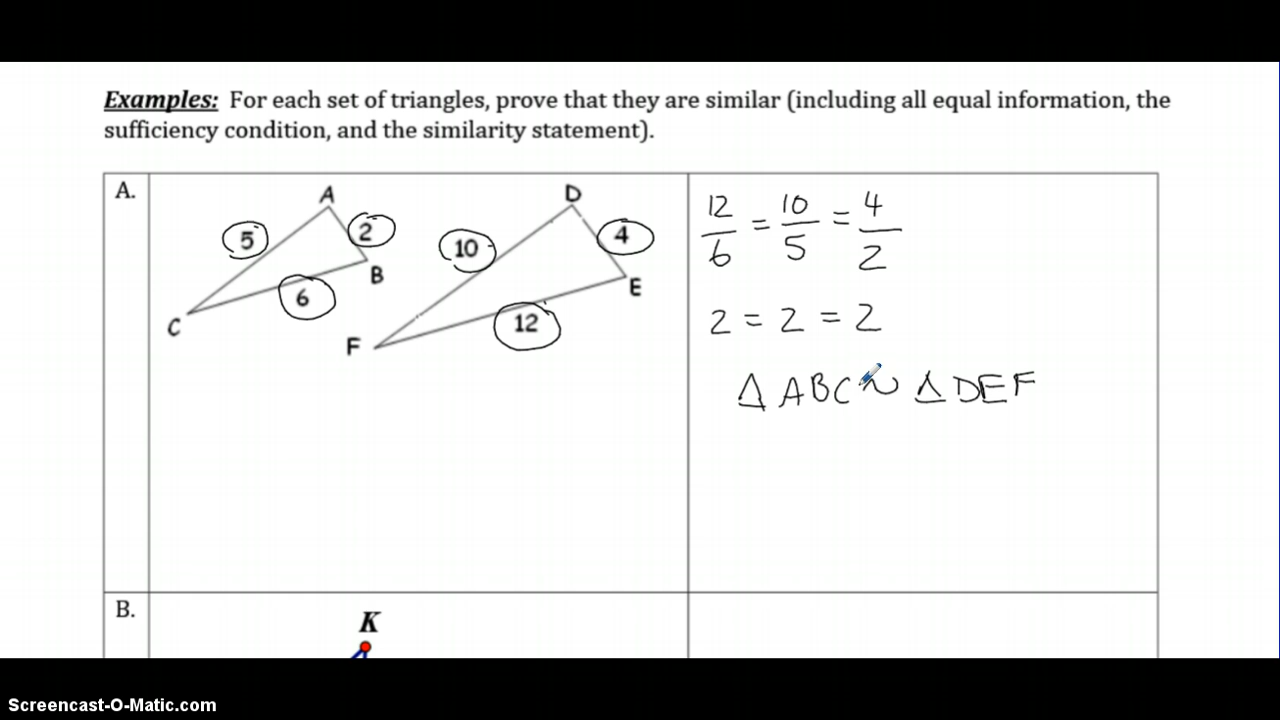 Examples: For each set of triangles, prove that they are similar (including all equal information, the
sufficiency condition, and the similarity statement).
A.
A
D
5
2
10
4
B
6
E
C
12
F
12/6 = 10/5 = 4/2
2 = 2 = 2
Δ ABC ~ Δ DEF
B.
K
Screencast-O-Matic.com